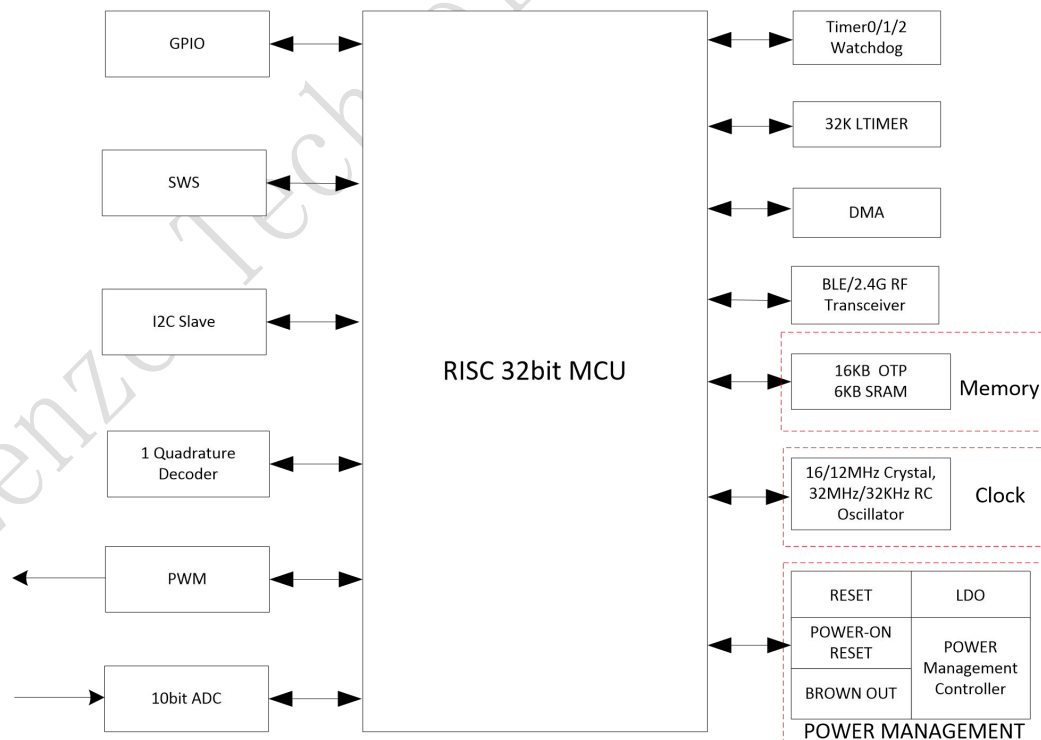 GPIO
SWS
I2C Slave
1 Quadrature
Decoder
PWM
10bit ADC
RISC 32bit MCU
Timer0/1/2
Watchdog
32K LTIMER
DMA
BLE/2.4G RF
Transceiver
16KB OTP
6KB SRAM
Memory
16/12MHz Crystal,
32MHz/32KHz RC
Oscillator
Clock
RESET
LDO
POWER-ON
RESET
BROWN OUT
POWER
Management
Controller
POWER MANAGEMENT